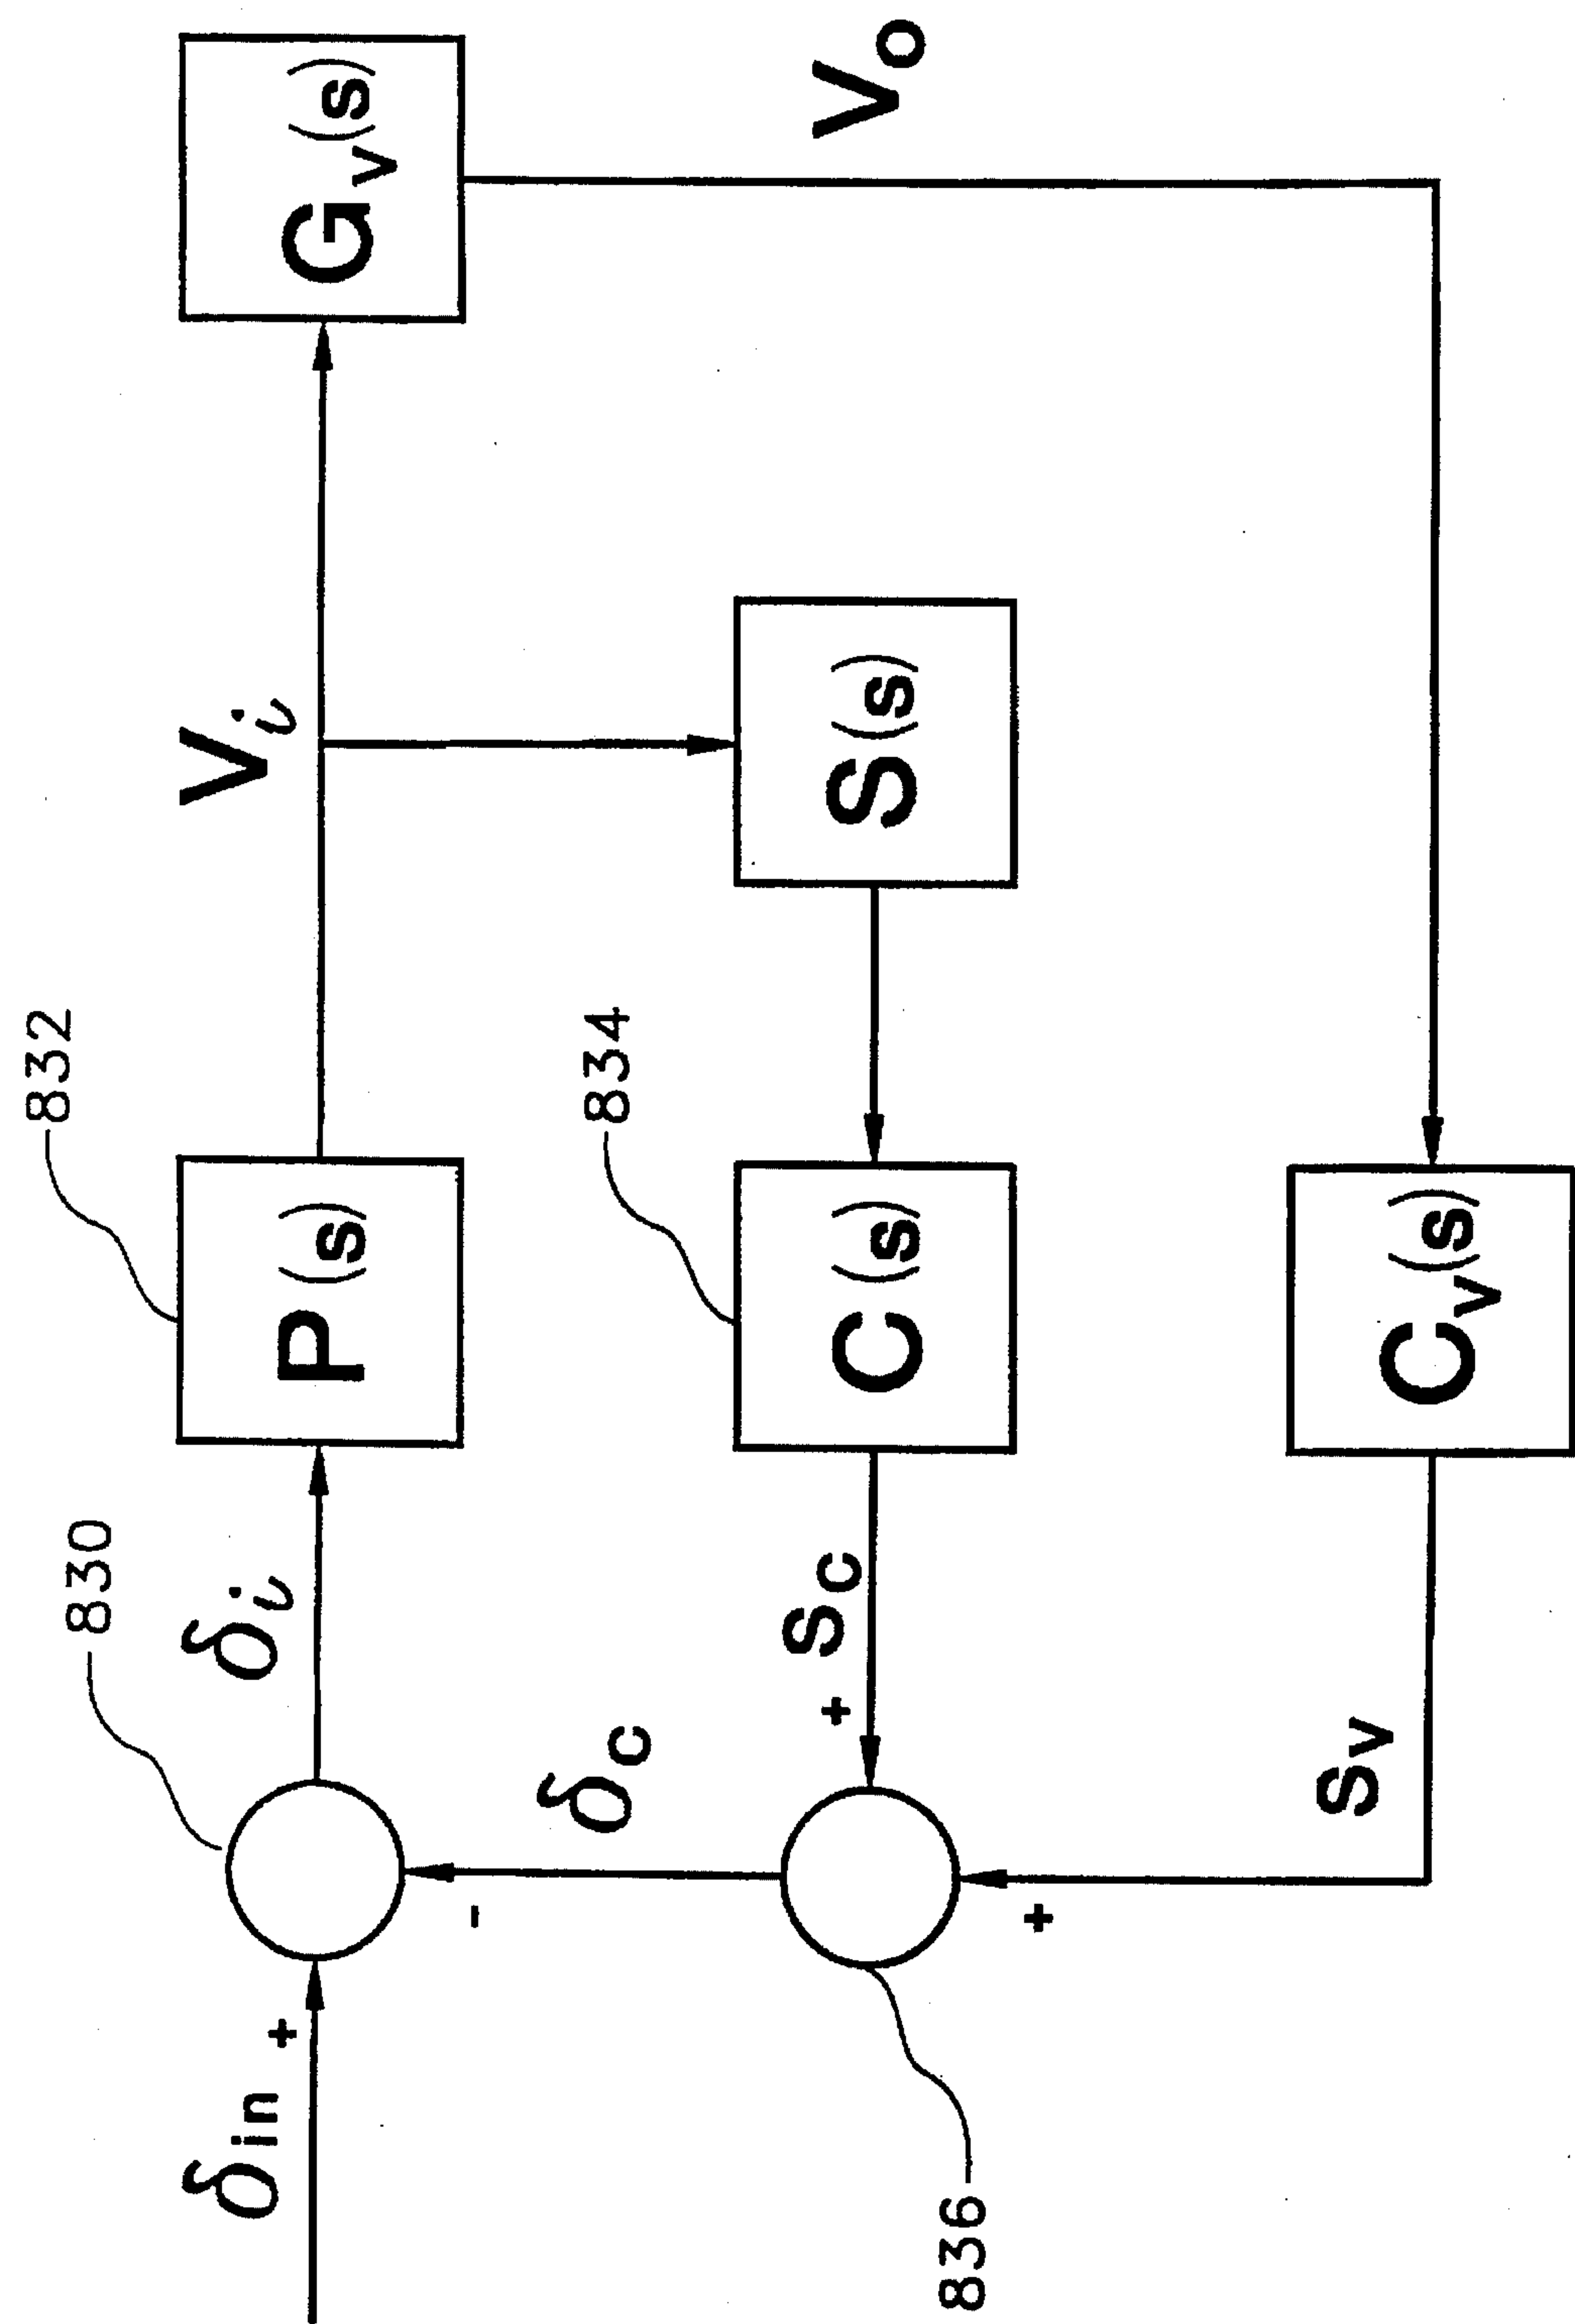 δin
+
830
δi
832
P(s)
Vi
Gv(s)
-
δc
+
sc
834
C(s)
S(s)
Vo
836
+
sv
Cv(s)